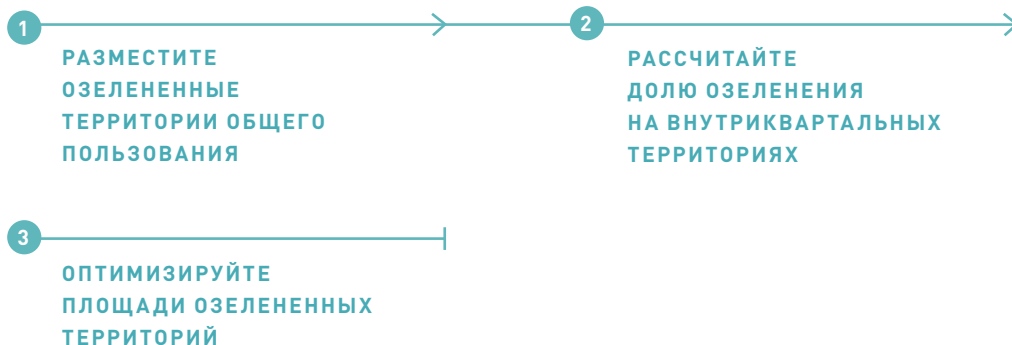 1
РАЗМЕСТИТЕ
ОЗЕЛЕНЕННЫЕ
ТЕРРИТОРИИ ОБЩЕГО
ПОЛЬЗОВАНИЯ
2
РАССЧИТАЙТЕ
ДОЛЮ ОЗЕЛЕНЕНИЯ
НА ВНУТРИКВАРТАЛЬНЫХ
ТЕРРИТОРИЯХ
3
ОПТИМИЗИРУЙТЕ
ПЛОЩАДИ ОЗЕЛЕНЕННЫХ
ТЕРРИТОРИЙ